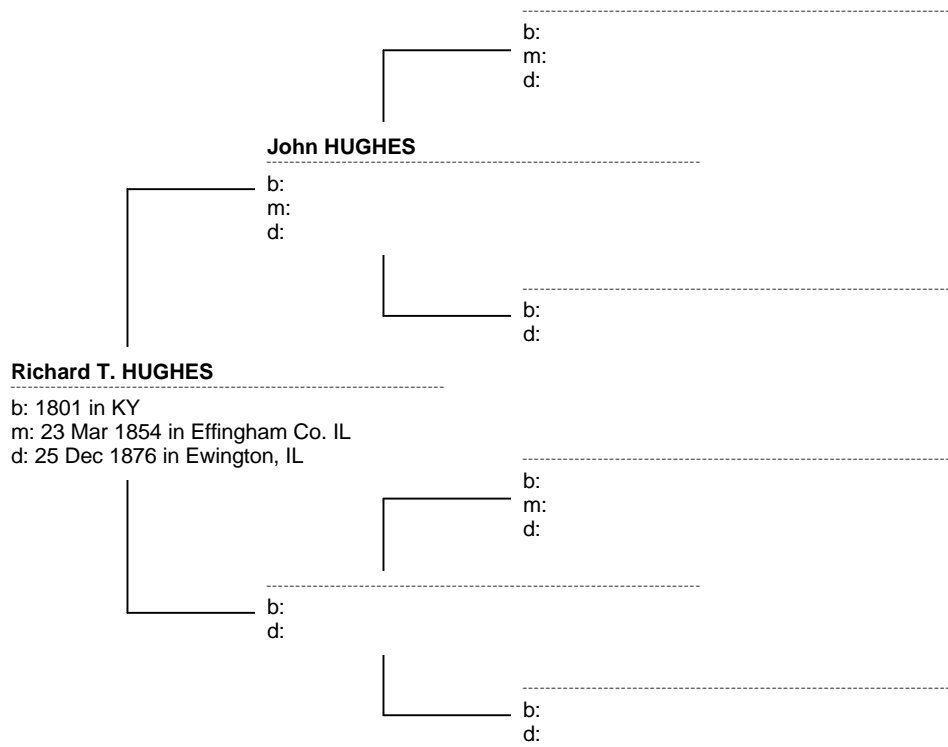 b:
m:
d:
John HUGHES
b:
m:
d:
b:
d:
Richard T. HUGHES
b: 1801 in KY
m: 23 Mar 1854 in Effingham Co. IL
d: 25 Dec 1876 in Ewington, IL
b:
m:
d:
b:
d:
b:
d: